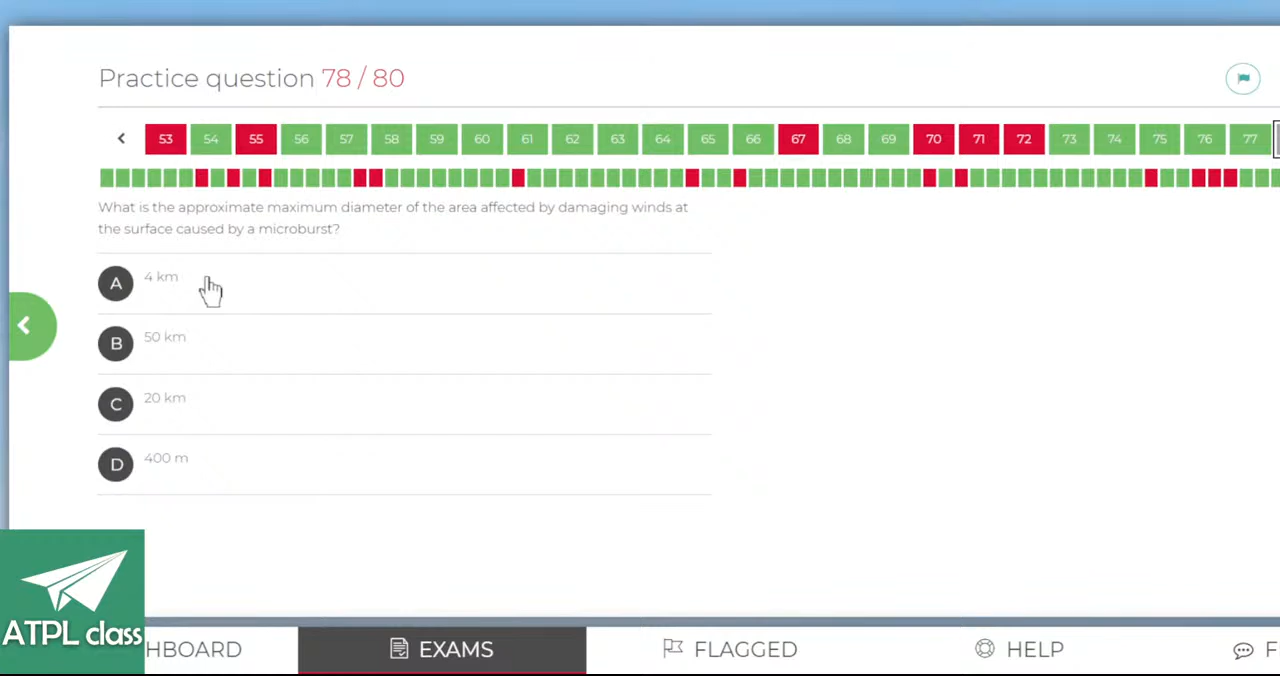 Practice question 78 / 80
53 54 55 56 57 58 59 60 61 62 63 64 65 66 67 68 69 70 71 72 73 74 75 76 77
What is the approximate maximum diameter of the area affected by damaging winds at
the surface caused by a microburst?
A 4 km
B 50 km
C 20 km
D 400 m
ATPL class
HBOARD EXAMS FLAGGED HELP F